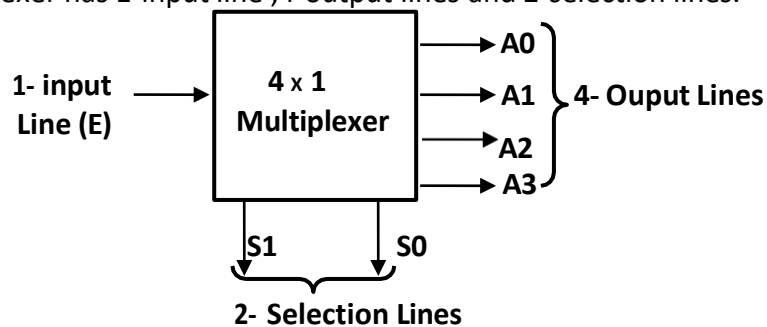 exer has 1 input line , 4 output lines and 2 selection lines.
1- input
Line (E)
4 x 1
Multiplexer
A0
A1
A2
A3
4- Ouput Lines
S1
S0
2- Selection Lines